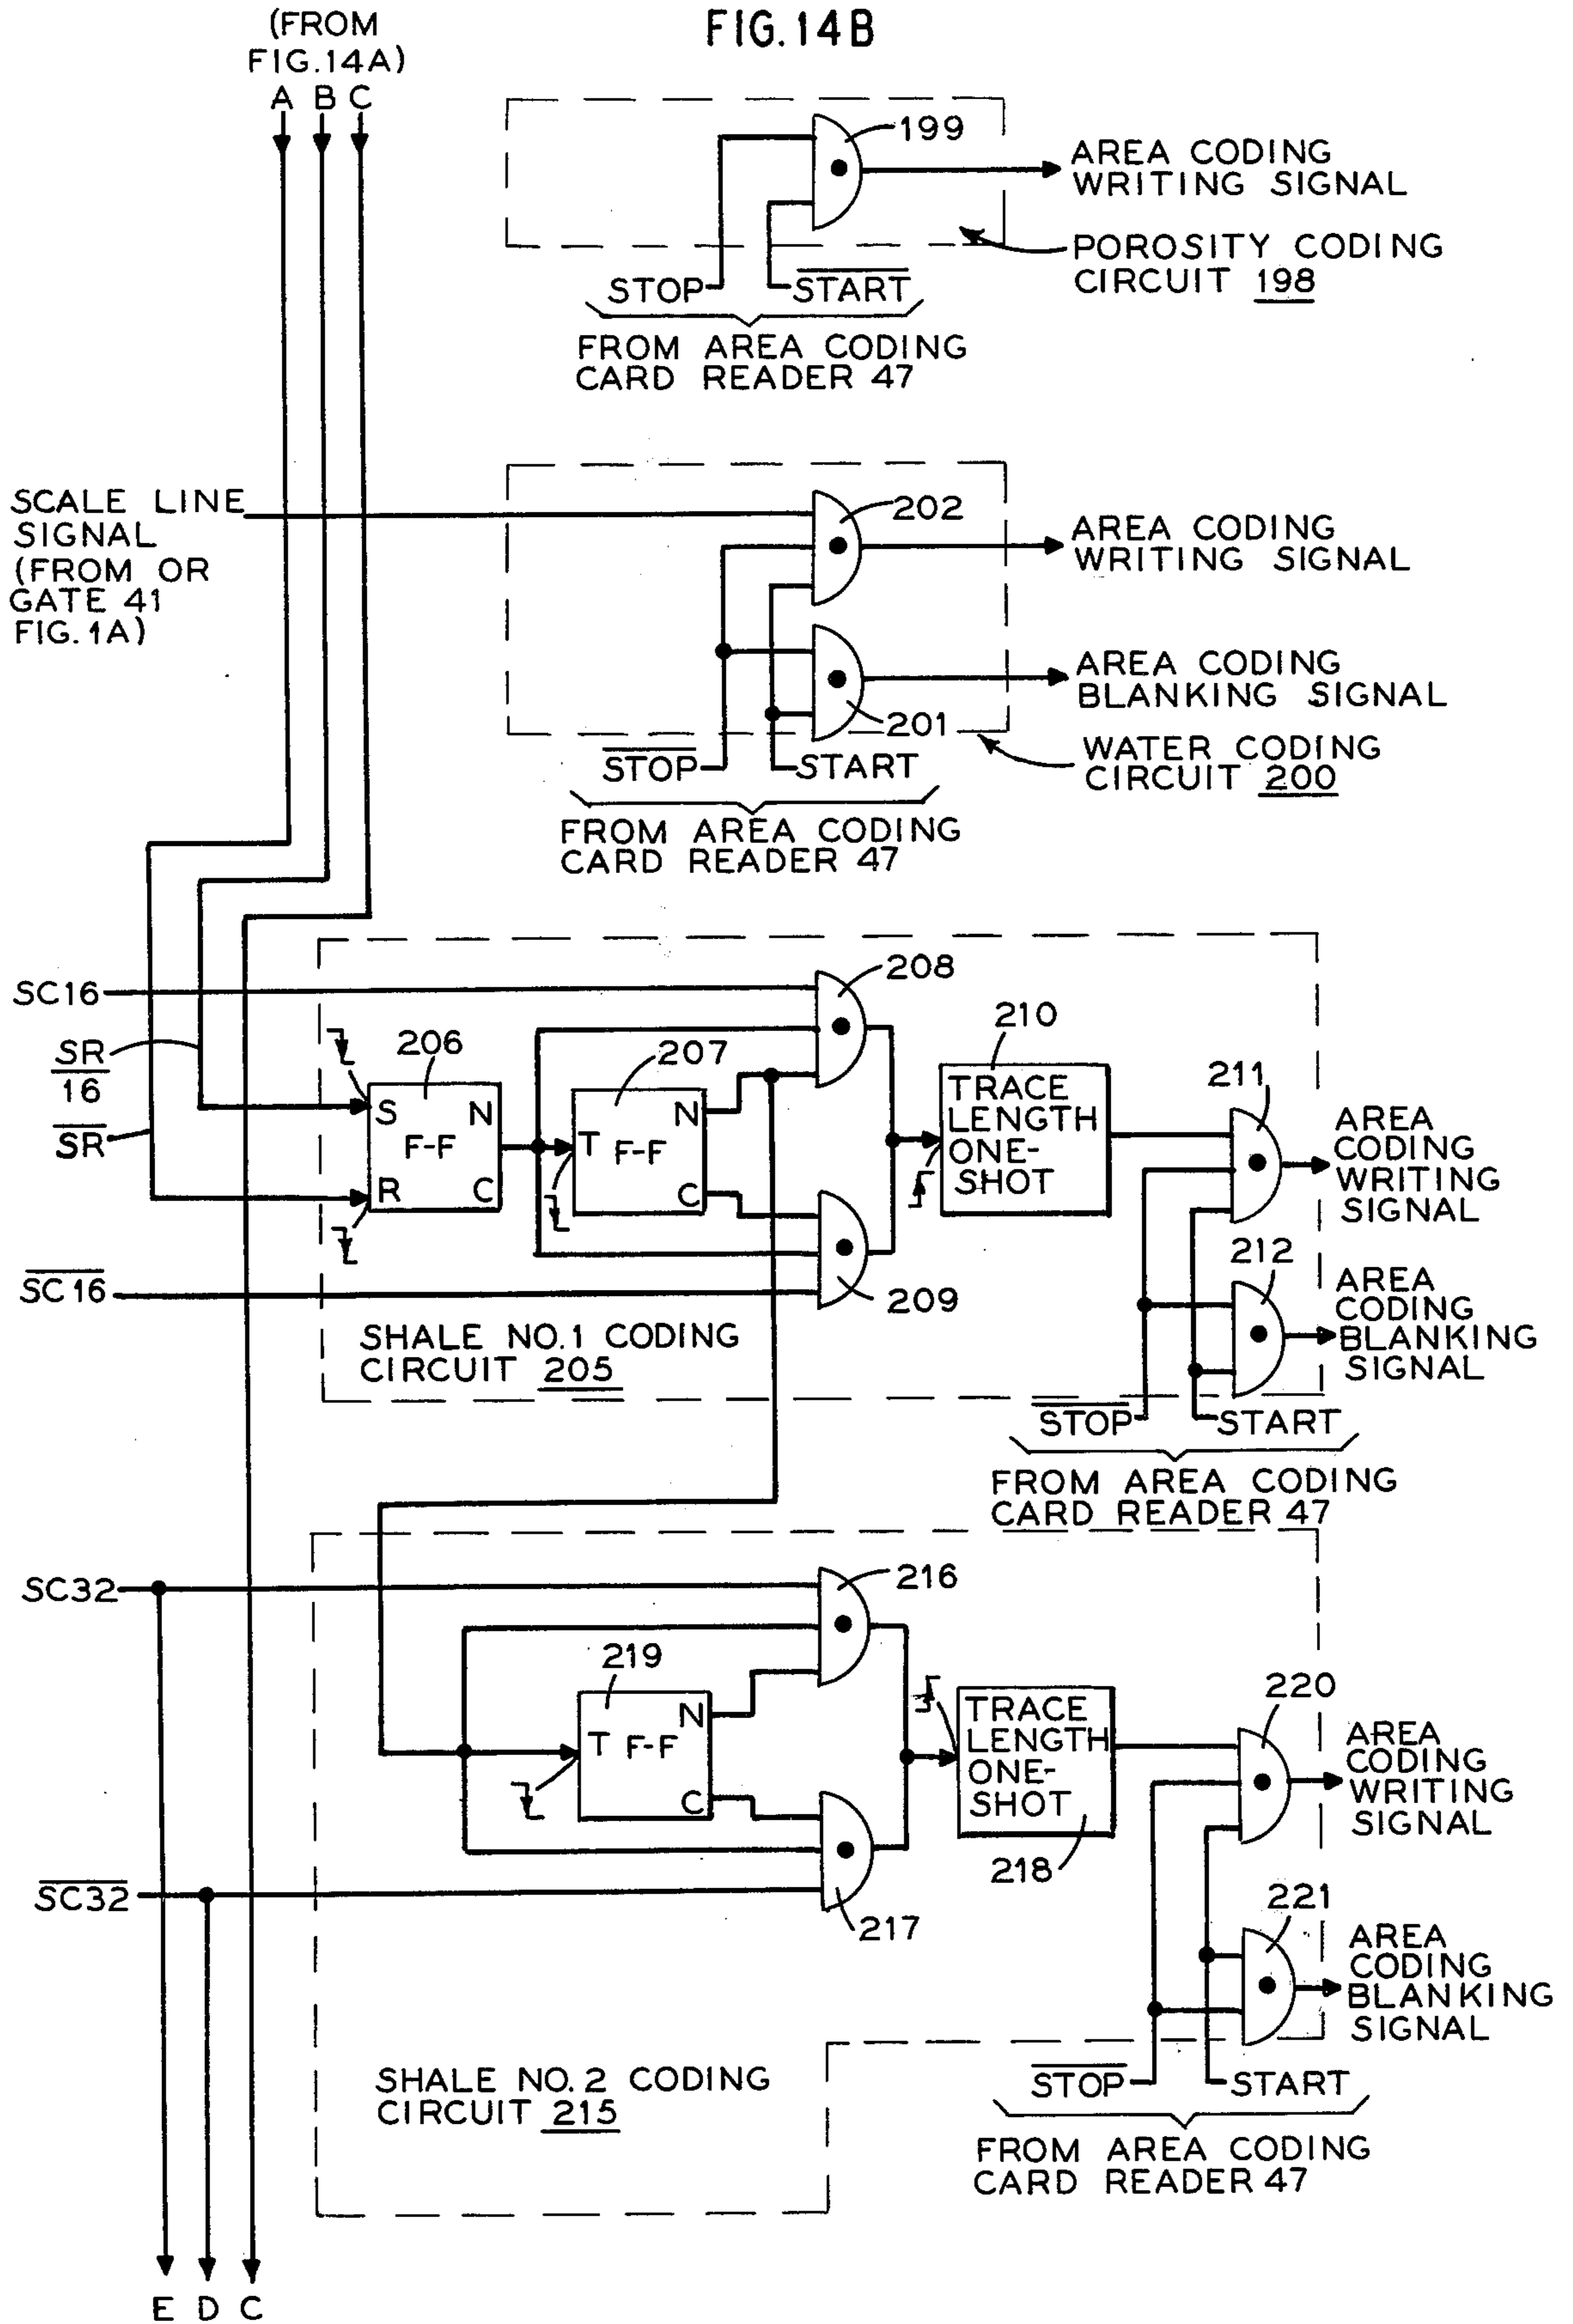 FIG.14B
(FROM
FIG.14A)
A B C
199
AREA CODING
WRITING SIGNAL
POROSITY CODING
CIRCUIT 198
STOP
START
FROM AREA CODING
CARD READER 47
SCALE LINE
SIGNAL
(FROM OR
GATE 41
FIG.1A)
202
AREA CODING
WRITING SIGNAL
AREA CODING
BLANKING SIGNAL
201
WATER CODING
CIRCUIT 200
STOP
START
FROM AREA CODING
CARD READER 47
SC16
208
SR
16
SR
206
S N
F-F
R C
207
N
T F-F
C
210
TRACE
LENGTH
ONE-
SHOT
211
AREA
CODING
WRITING
SIGNAL
212
AREA
CODING
BLANKING
SIGNAL
SC16
209
SHALE NO.1 CODING
CIRCUIT 205
STOP
START
FROM AREA CODING
CARD READER 47
SC32
216
219
N
T F-F
C
TRACE
LENGTH
ONE-
SHOT
218
220
AREA
CODING
WRITING
SIGNAL
SC32
217
221
AREA
CODING
BLANKING
SIGNAL
SHALE NO.2 CODING
CIRCUIT 215
STOP
START
FROM AREA CODING
CARD READER 47
E D C